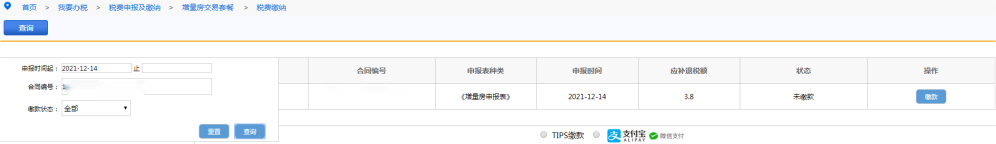 首页 > 我要办税 > 税费申报及缴纳 > 增量房交易套餐 > 税费缴纳
查询
申报时间起： 2021-12-14 止
合同编号： 1
缴款状态： 全部
重置 查询
合同编号 申报表种类 申报时间 应补退税额 状态 操作
《增量房申报表》 2021-12-14 3.8 未缴款 缴款
TIPS缴款 支付宝 ALIPAY 微信支付